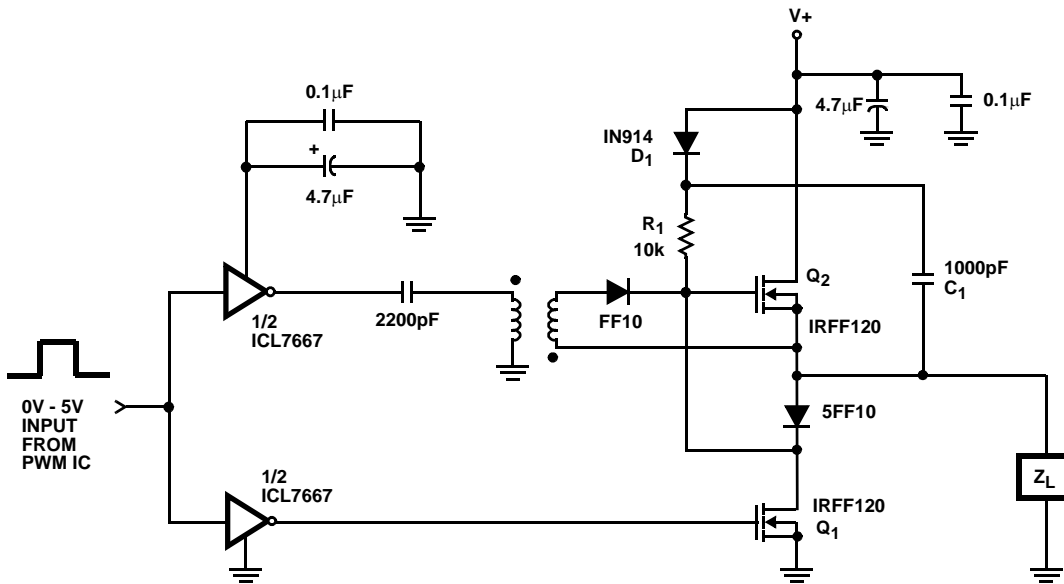 V+
0.1μF
+
4.7μF
IN914
D1
4.7μF
0.1μF
R1
10k
1000pF
C1
Q2
IRFF120
1/2
ICL7667
2200pF
FF10
5FF10
0V - 5V
INPUT
FROM
PWM IC
1/2
ICL7667
IRFF120
Q1
ZL